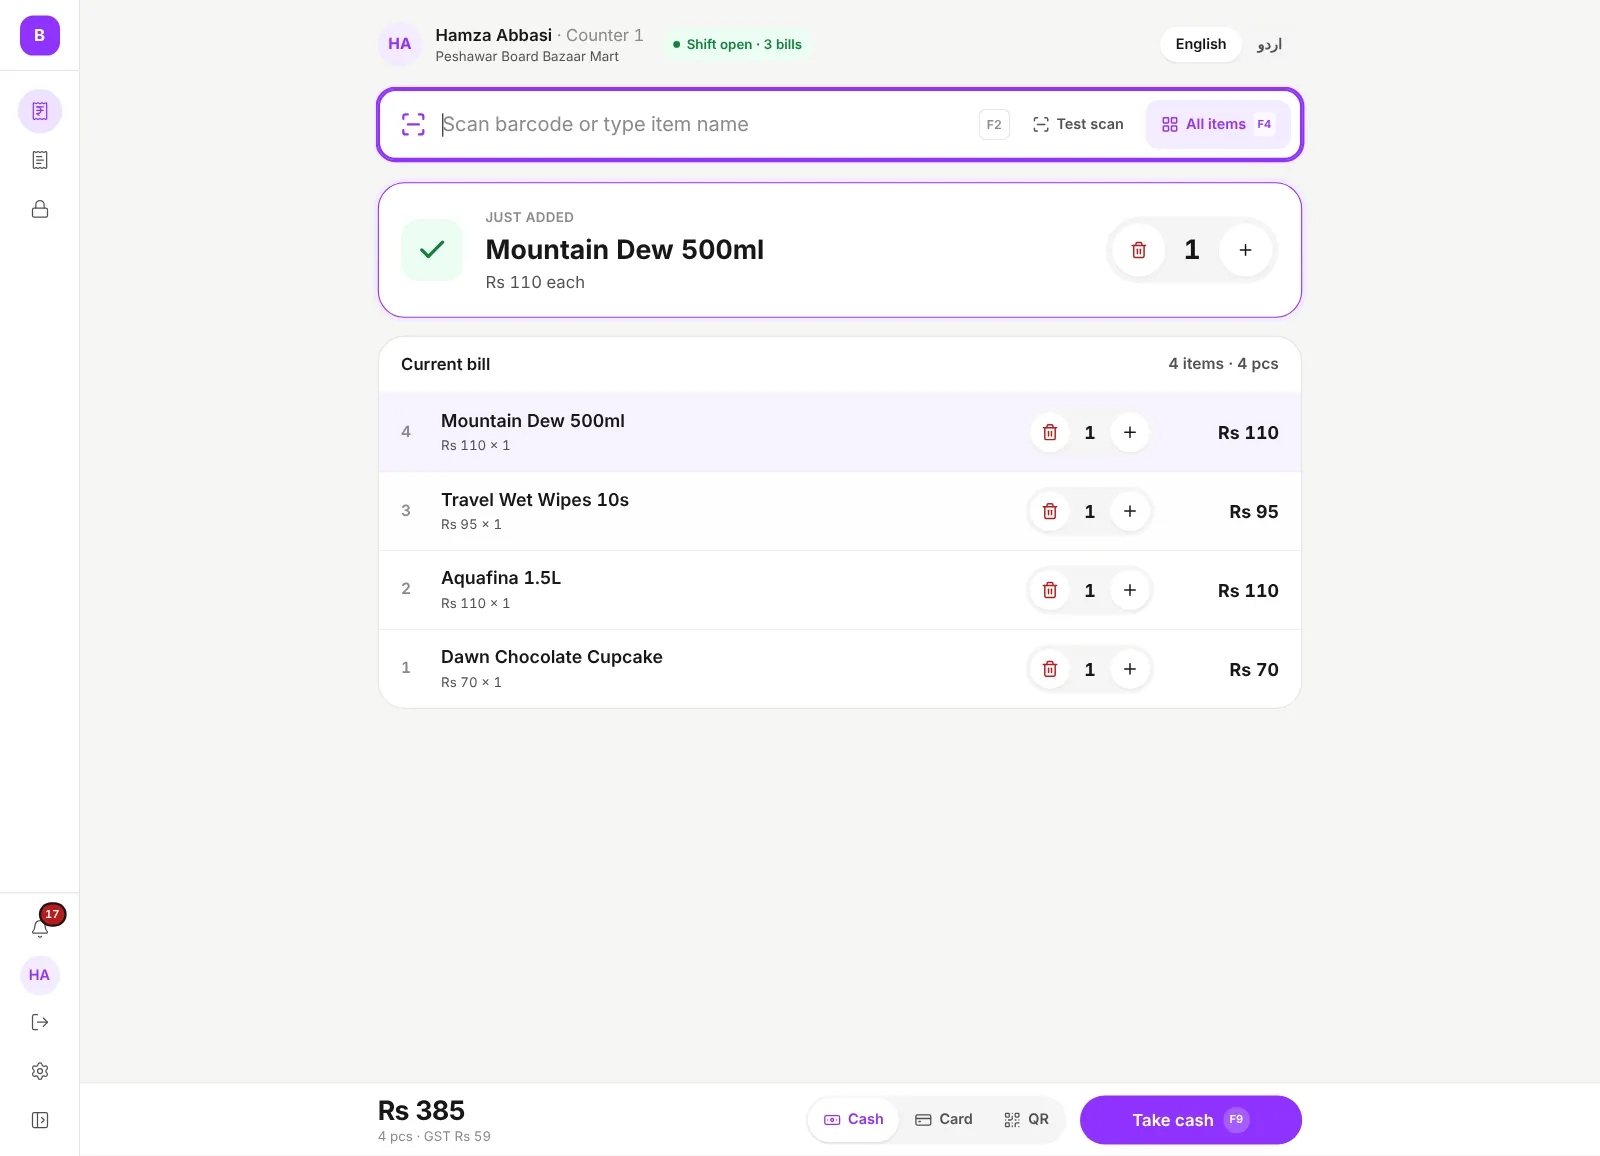 B
HA
Hamza Abbasi · Counter 1
Peshawar Board Bazaar Mart
Shift open · 3 bills
English
اردو
Scan barcode or type item name
F2
Test scan
All items
F4
JUST ADDED
Mountain Dew 500ml
Rs 110 each
1
Current bill
4 items · 4 pcs
4
Mountain Dew 500ml
Rs 110 × 1
1
Rs 110
3
Travel Wet Wipes 10s
Rs 95 × 1
1
Rs 95
2
Aquafina 1.5L
Rs 110 × 1
1
Rs 110
1
Dawn Chocolate Cupcake
Rs 70 × 1
1
Rs 70
17
HA
Rs 385
4 pcs · GST Rs 59
Cash
Card
QR
Take cash
F9